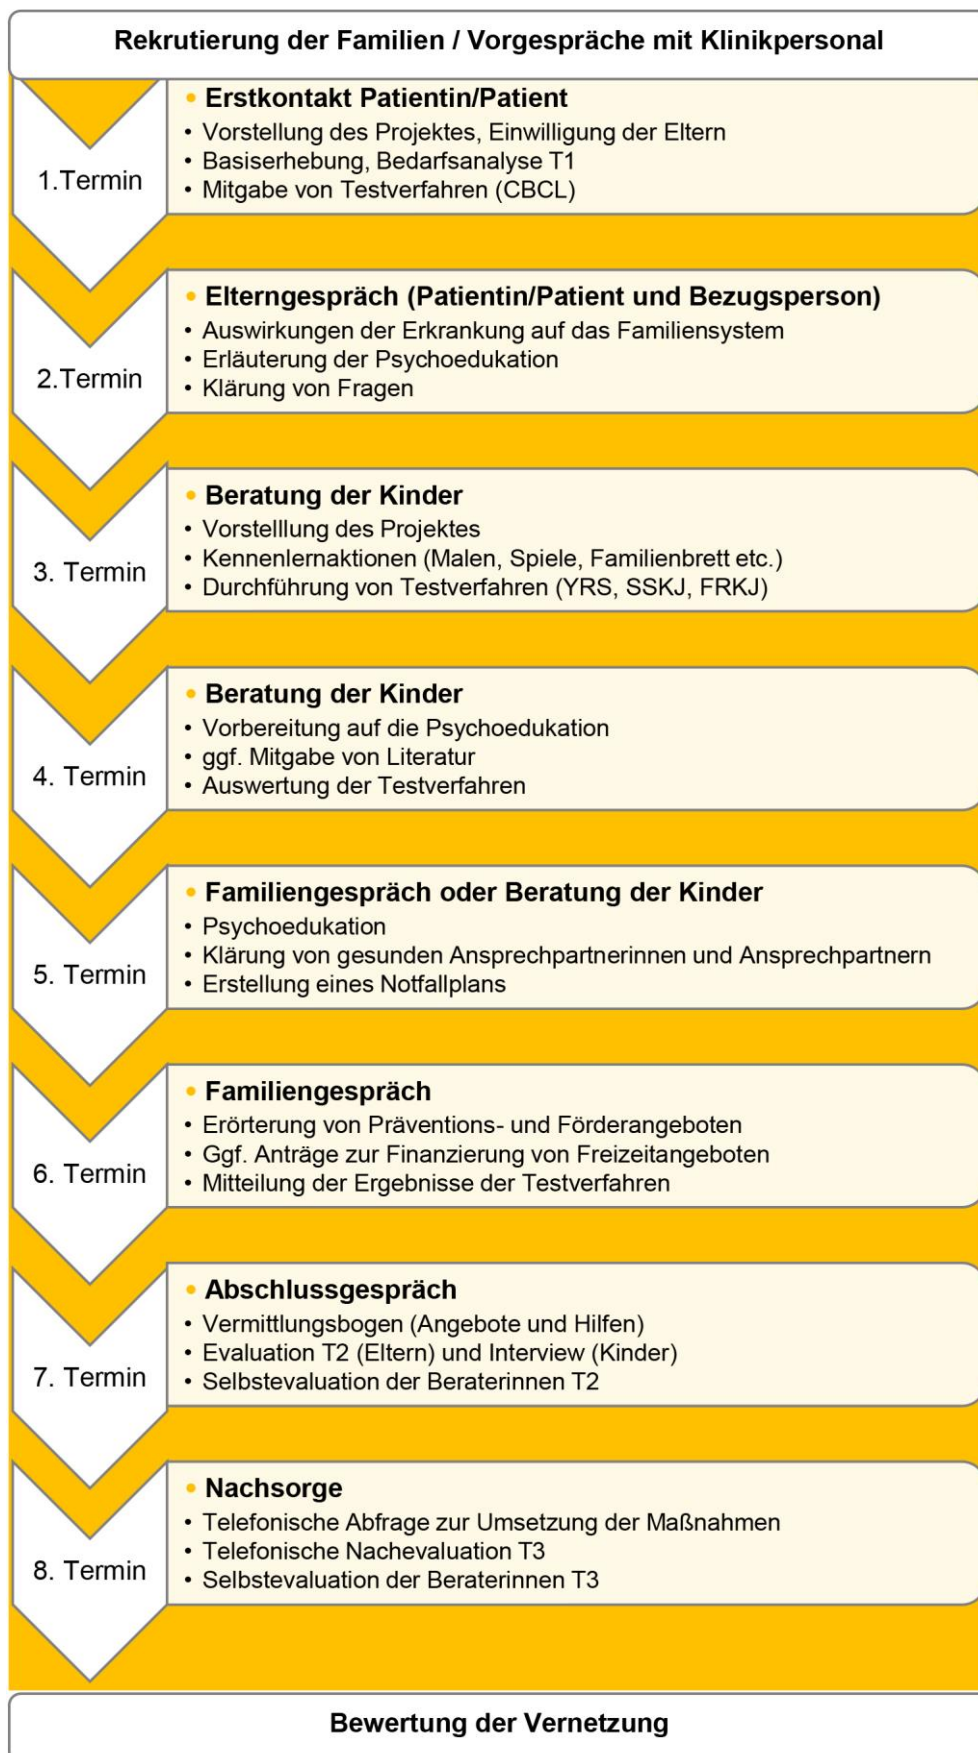 Rekrutierung der Familien / Vorgespräche mit Klinikpersonal
1.Termin
• Erstkontakt Patientin/Patient
• Vorstellung des Projektes, Einwilligung der Eltern
• Basiserhebung, Bedarfsanalyse T1
• Mitgabe von Testverfahren (CBCL)
2.Termin
• Elterngespräch (Patientin/Patient und Bezugsperson)
• Auswirkungen der Erkrankung auf das Familiensystem
• Erläuterung der Psychoedukation
• Klärung von Fragen
3. Termin
• Beratung der Kinder
• Vorstelllung des Projektes
• Kennenlernaktionen (Malen, Spiele, Familienbrett etc.)
• Durchführung von Testverfahren (YRS, SSKJ, FRKJ)
4. Termin
• Beratung der Kinder
• Vorbereitung auf die Psychoedukation
• ggf. Mitgabe von Literatur
• Auswertung der Testverfahren
5. Termin
• Familiengespräch oder Beratung der Kinder
• Psychoedukation
• Klärung von gesunden Ansprechpartnerinnen und Ansprechpartnern
• Erstellung eines Notfallplans
6. Termin
• Familiengespräch
• Erörterung von Präventions- und Förderangeboten
• Ggf. Anträge zur Finanzierung von Freizeitangeboten
• Mitteilung der Ergebnisse der Testverfahren
7. Termin
• Abschlussgespräch
• Vermittlungsbogen (Angebote und Hilfen)
• Evaluation T2 (Eltern) und Interview (Kinder)
• Selbstevaluation der Beraterinnen T2
8. Termin
• Nachsorge
• Telefonische Abfrage zur Umsetzung der Maßnahmen
• Telefonische Nachevaluation T3
• Selbstevaluation der Beraterinnen T3
Bewertung der Vernetzung